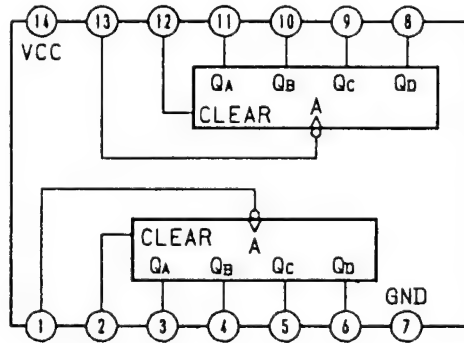 14 13 12 11 10 9 8
VCC
QA QB QC QD
CLEAR A
CLEAR A
QA QB QC QD
GND
1 2 3 4 5 6 7